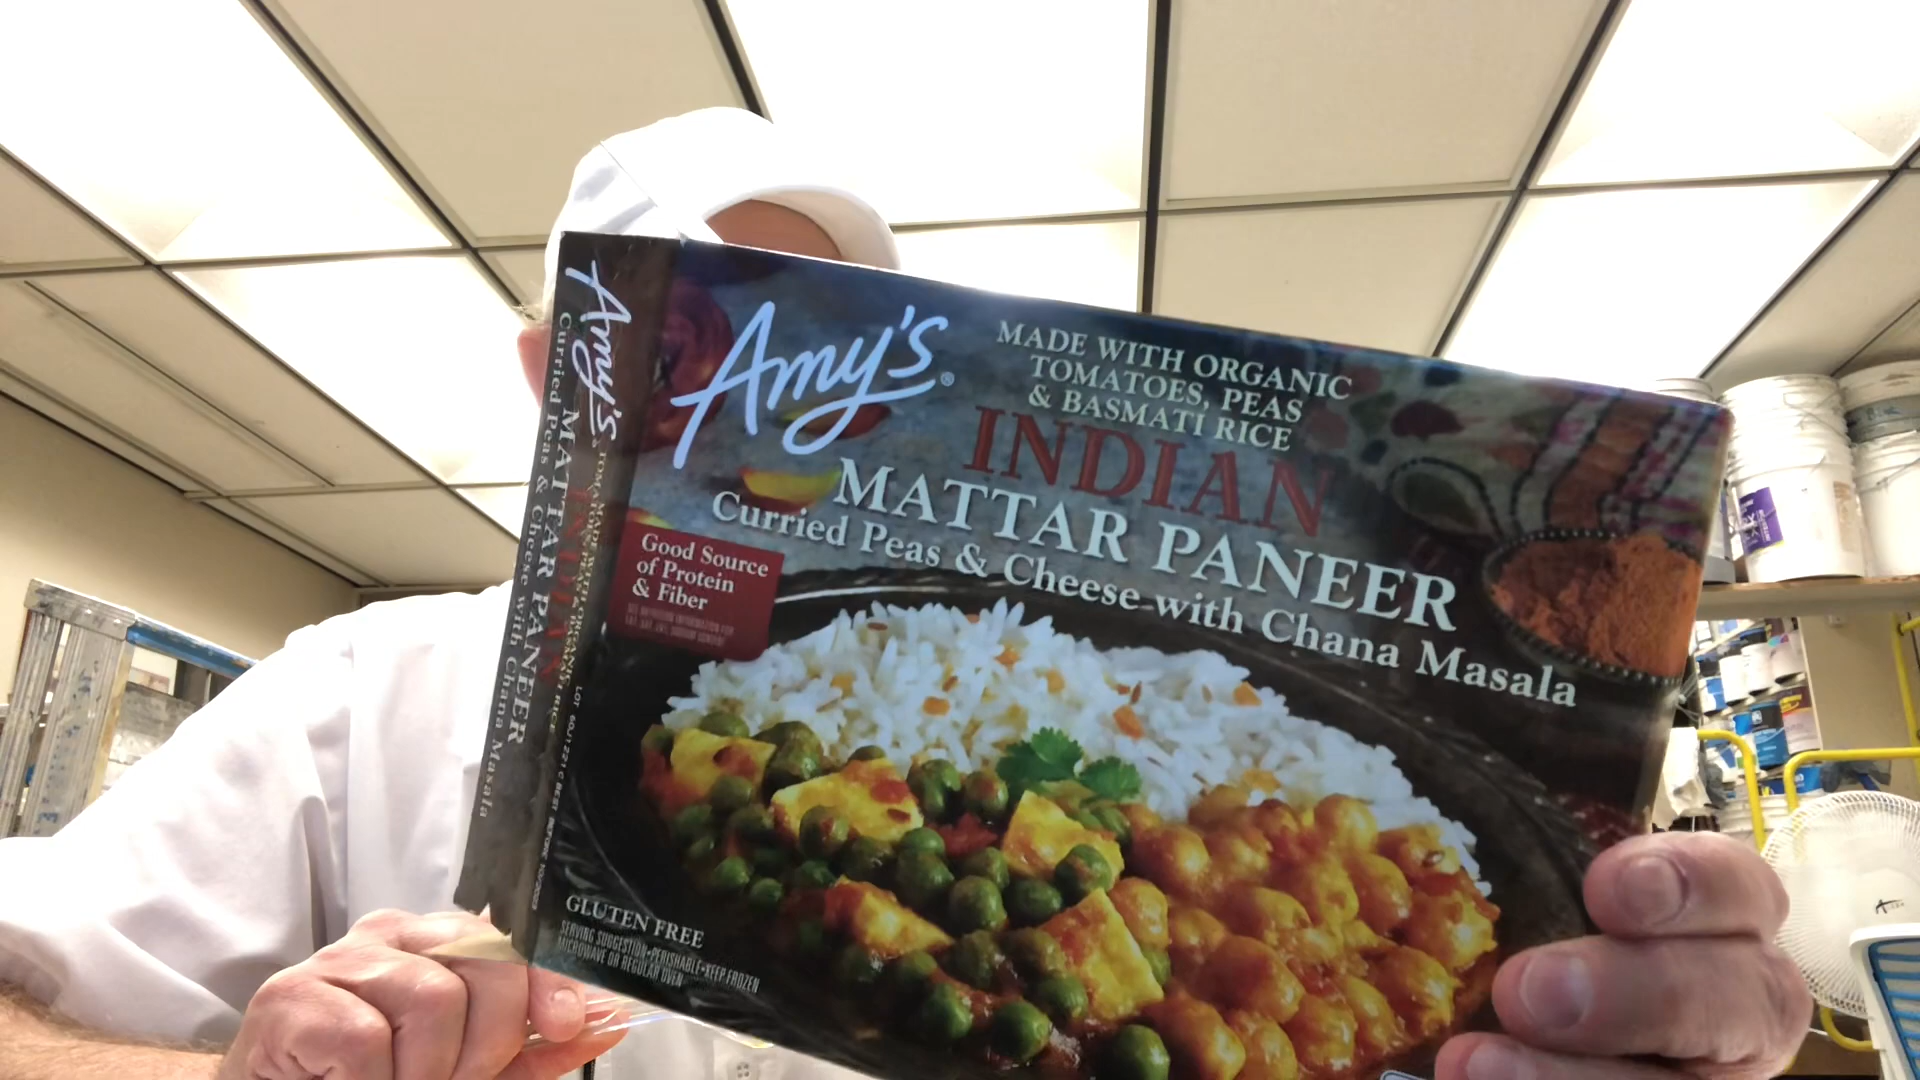 Amy's
MADE WITH ORGANIC
TOMATOES, PEAS
& BASMATI RICE
INDIAN
MATTAR PANEER
Curried Peas & Cheese with Chana Masala
Good Source
of Protein
& Fiber
GLUTEN FREE
SERVING SUGGESTION•PERISHABLE•KEEP FROZEN
MICROWAVE OR REGULAR OVEN
Amy's
INDIAN
MATTAR PANEER
Curried Peas & Cheese with Chana Masala